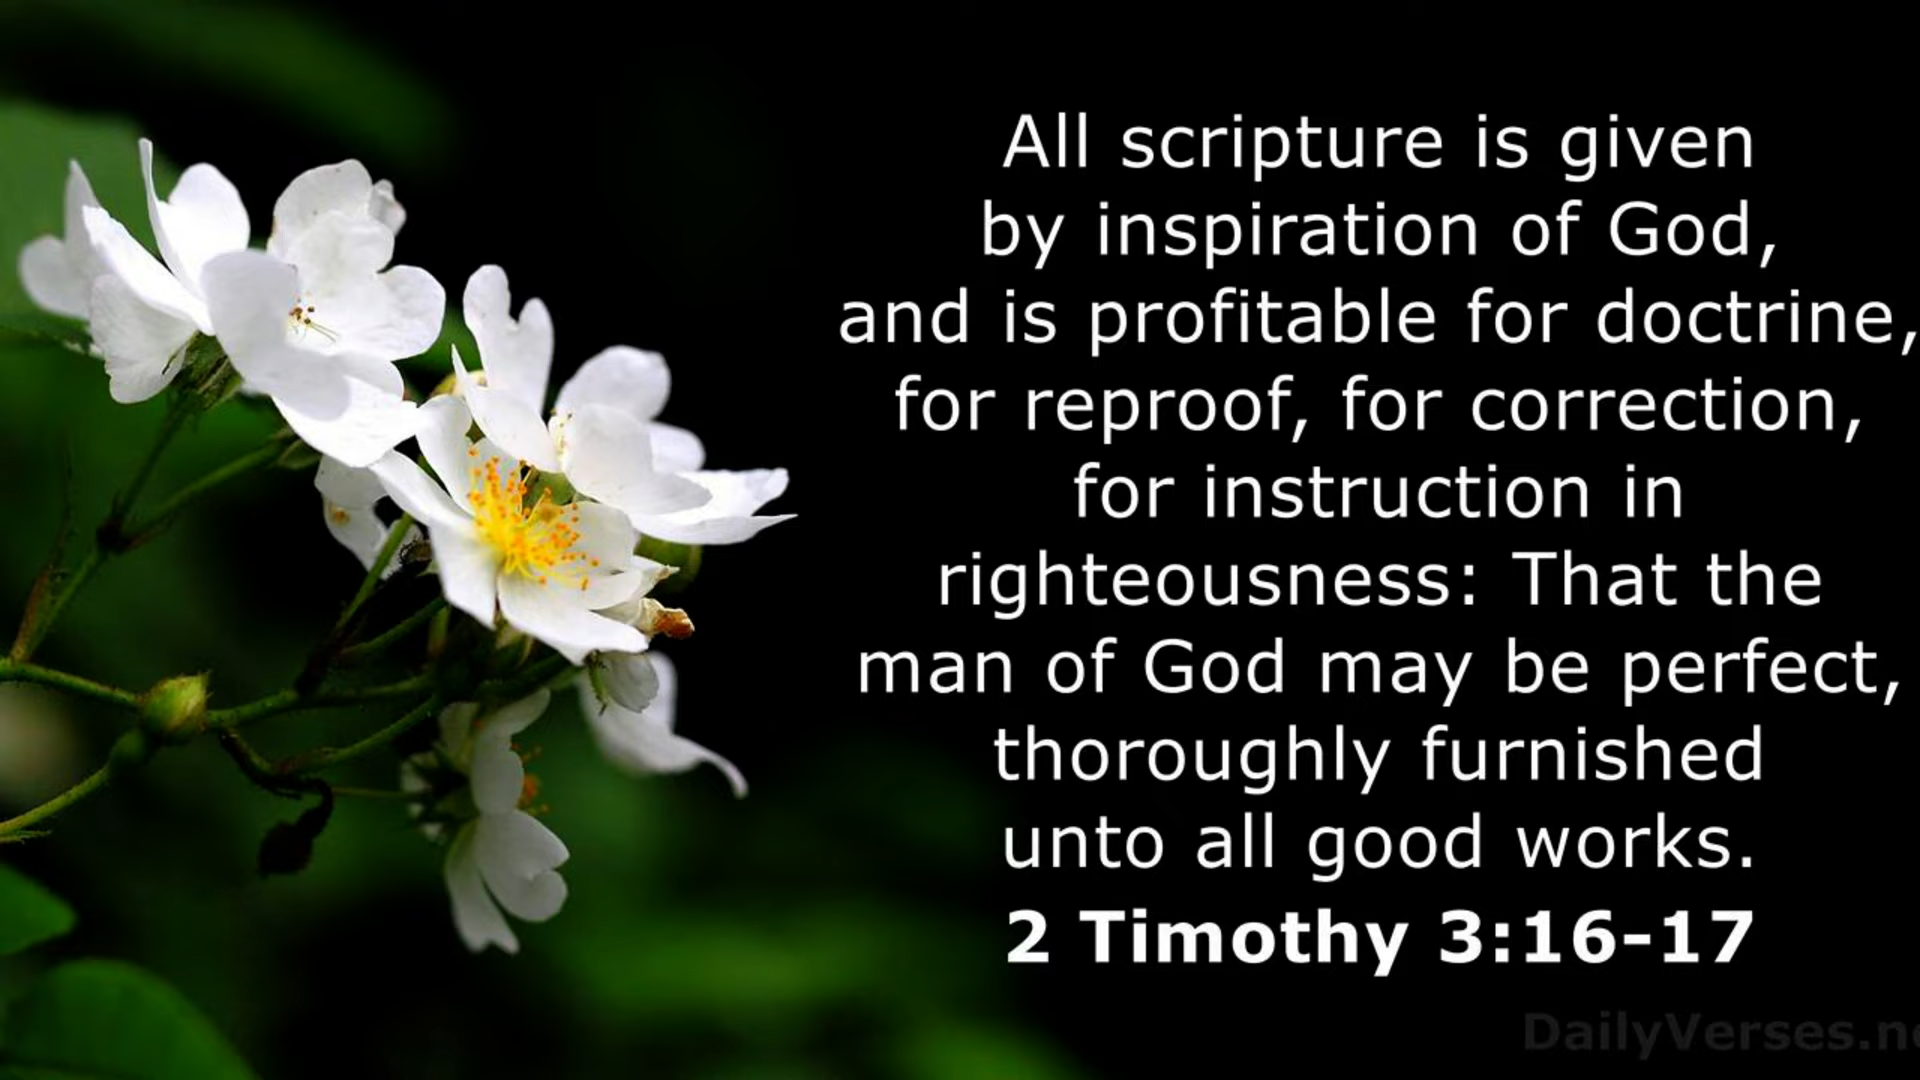 All scripture is given
by inspiration of God,
and is profitable for doctrine,
for reproof, for correction,
for instruction in
righteousness: That the
man of God may be perfect,
thoroughly furnished
unto all good works.
2 Timothy 3:16-17
DailyVerses.ne